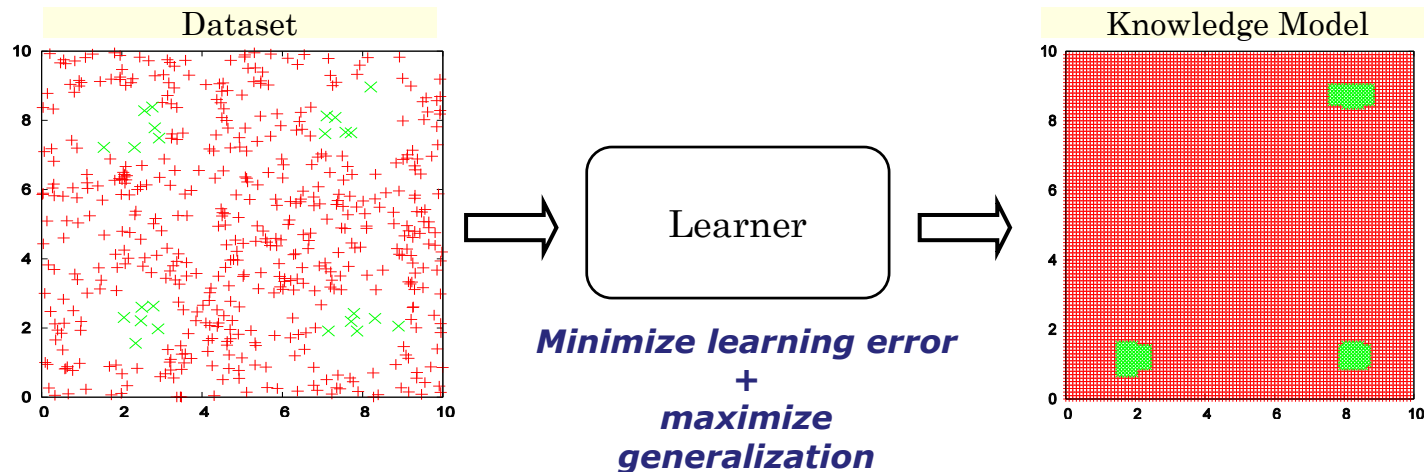 Dataset
Knowledge Model
10
8
6
4
2
0
0 2 4 6 8 10
Learner
Minimize learning error
+
maximize
generalization
10
8
6
4
2
0
0 2 4 6 8 10